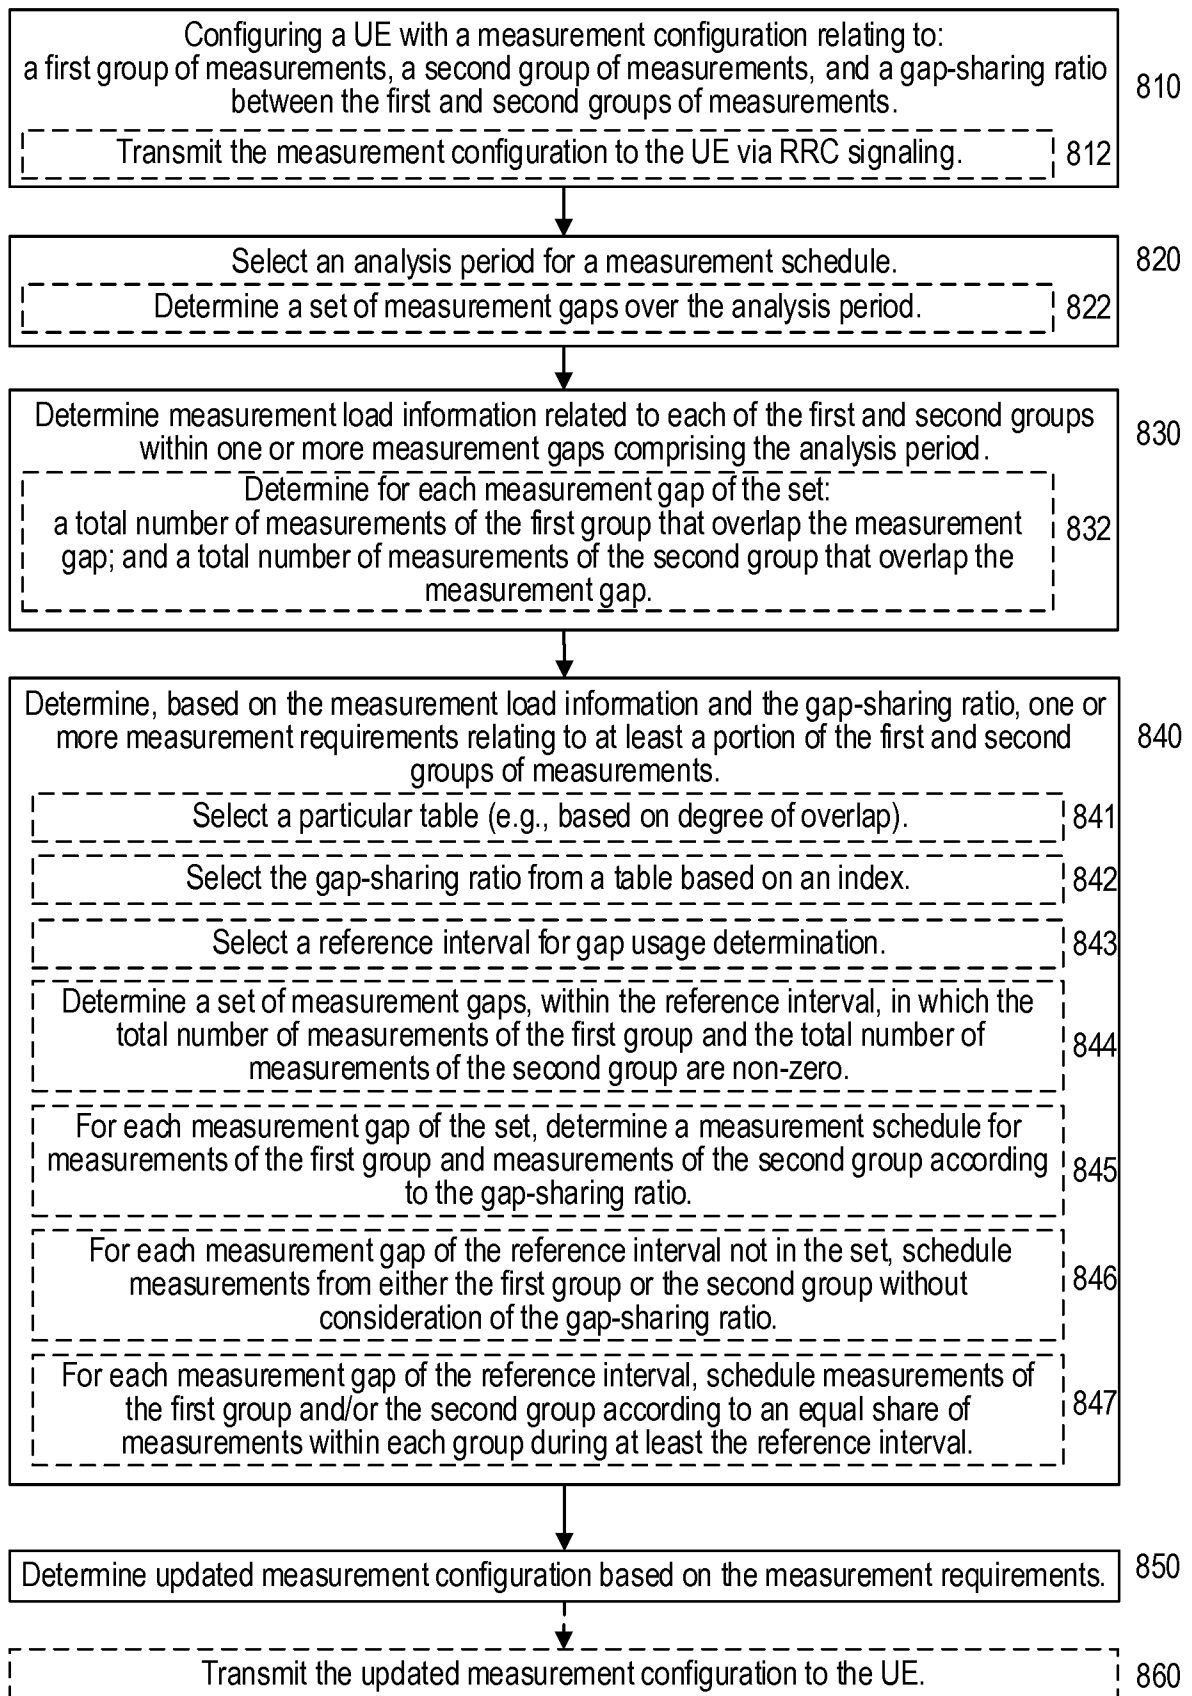 Configuring a UE with a measurement configuration relating to:
a first group of measurements, a second group of measurements, and a gap-sharing ratio
between the first and second groups of measurements.
810
Transmit the measurement configuration to the UE via RRC signaling.
812
Select an analysis period for a measurement schedule.
820
Determine a set of measurement gaps over the analysis period.
822
Determine measurement load information related to each of the first and second groups
within one or more measurement gaps comprising the analysis period.
830
Determine for each measurement gap of the set:
a total number of measurements of the first group that overlap the measurement
gap; and a total number of measurements of the second group that overlap the
measurement gap.
832
Determine, based on the measurement load information and the gap-sharing ratio, one or
more measurement requirements relating to at least a portion of the first and second
groups of measurements.
840
Select a particular table (e.g., based on degree of overlap).
841
Select the gap-sharing ratio from a table based on an index.
842
Select a reference interval for gap usage determination.
843
Determine a set of measurement gaps, within the reference interval, in which the
total number of measurements of the first group and the total number of
measurements of the second group are non-zero.
844
For each measurement gap of the set, determine a measurement schedule for
measurements of the first group and measurements of the second group according
to the gap-sharing ratio.
845
For each measurement gap of the reference interval not in the set, schedule
measurements from either the first group or the second group without
consideration of the gap-sharing ratio.
846
For each measurement gap of the reference interval, schedule measurements of
the first group and/or the second group according to an equal share of
measurements within each group during at least the reference interval.
847
Determine updated measurement configuration based on the measurement requirements.
850
Transmit the updated measurement configuration to the UE.
860